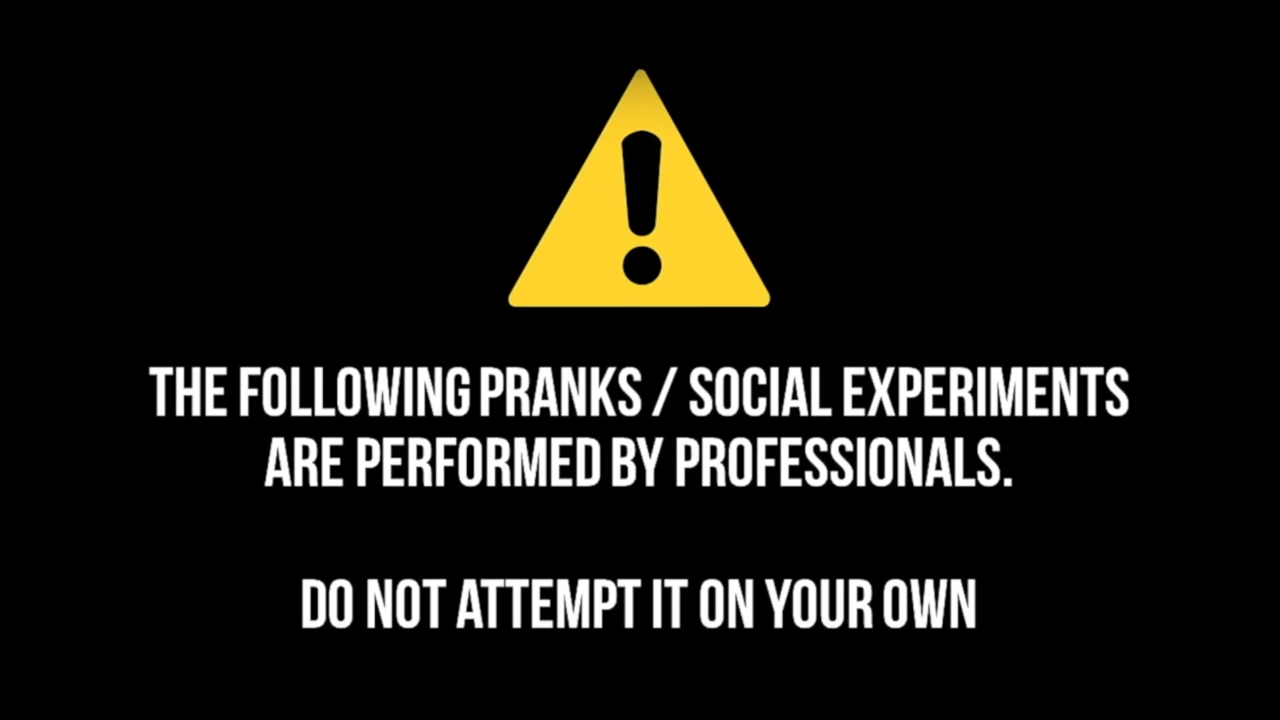 THE FOLLOWING PRANKS / SOCIAL EXPERIMENTS
ARE PERFORMED BY PROFESSIONALS.
DO NOT ATTEMPT IT ON YOUR OWN